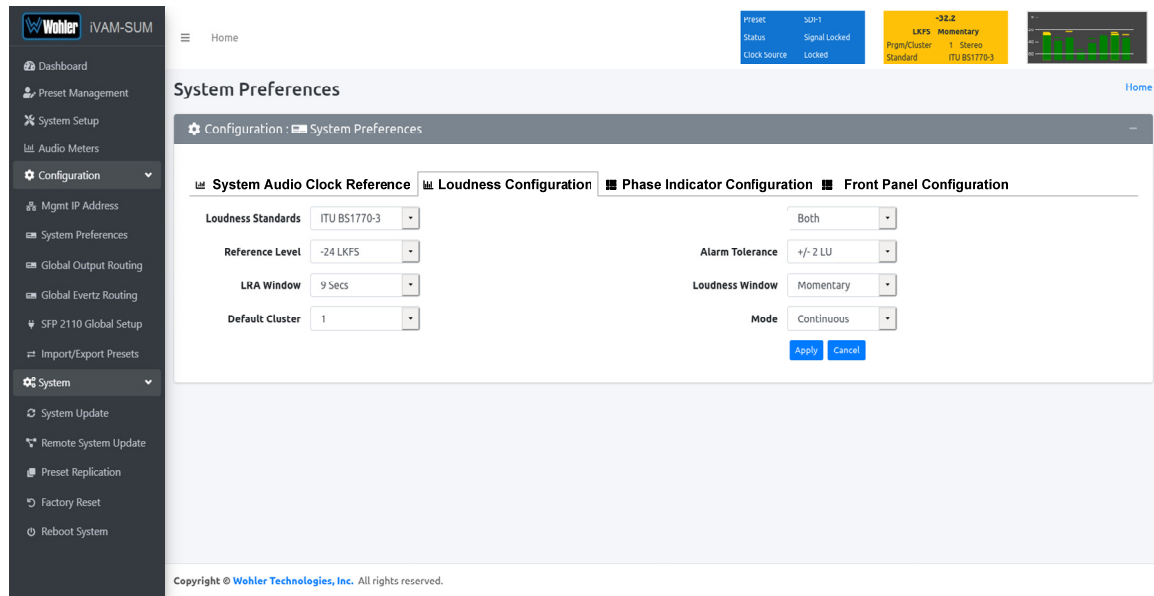 Wohler iVAM-SUM
Dashboard
Preset Management
System Setup
Audio Meters
Configuration
Mgmt IP Address
System Preferences
Global Output Routing
Global Evertz Routing
SFP 2110 Global Setup
Import/Export Presets
System
System Update
Remote System Update
Preset Replication
Factory Reset
Reboot System
Home
Preset SDI-1
Status Signal Locked
Clock Source Locked
-32.2
LKFS Momentary
Prgm/Cluster 1 Stereo
Standard ITU BS1770-3
System Preferences
Home
Configuration : System Preferences
System Audio Clock Reference Loudness Configuration Phase Indicator Configuration Front Panel Configuration
Loudness Standards ITU BS1770-3 Both
Reference Level -24 LKFS Alarm Tolerance +/- 2 LU
LRA Window 9 Secs Loudness Window Momentary
Default Cluster 1 Mode Continuous
Apply Cancel
Copyright © Wohler Technologies, Inc. All rights reserved.